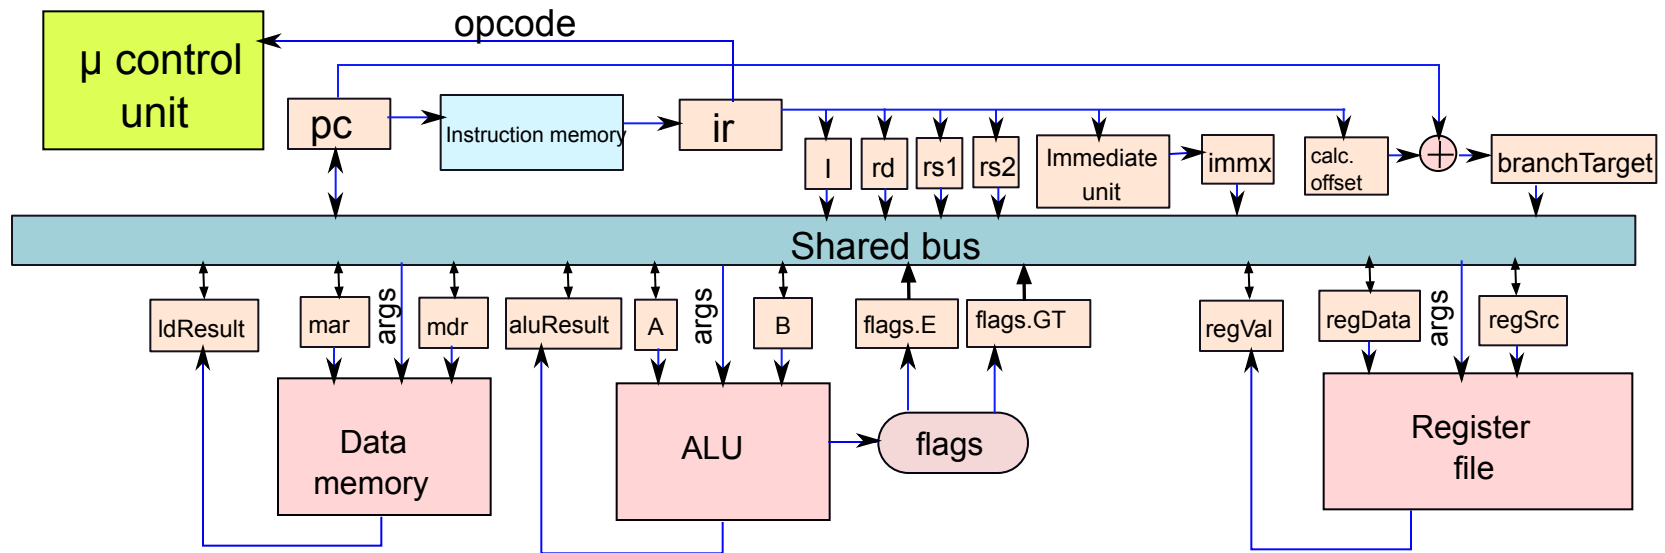 opcode
µ control
unit
pc
Instruction memory
ir
I
rd
rs1
rs2
Immediate
unit
immx
calc.
offset
branchTarget
Shared bus
ldResult
mar
args
mdr
aluResult
A
args
B
flags.E
flags.GT
regVal
regData
args
regSrc
Data
memory
ALU
flags
Register
file